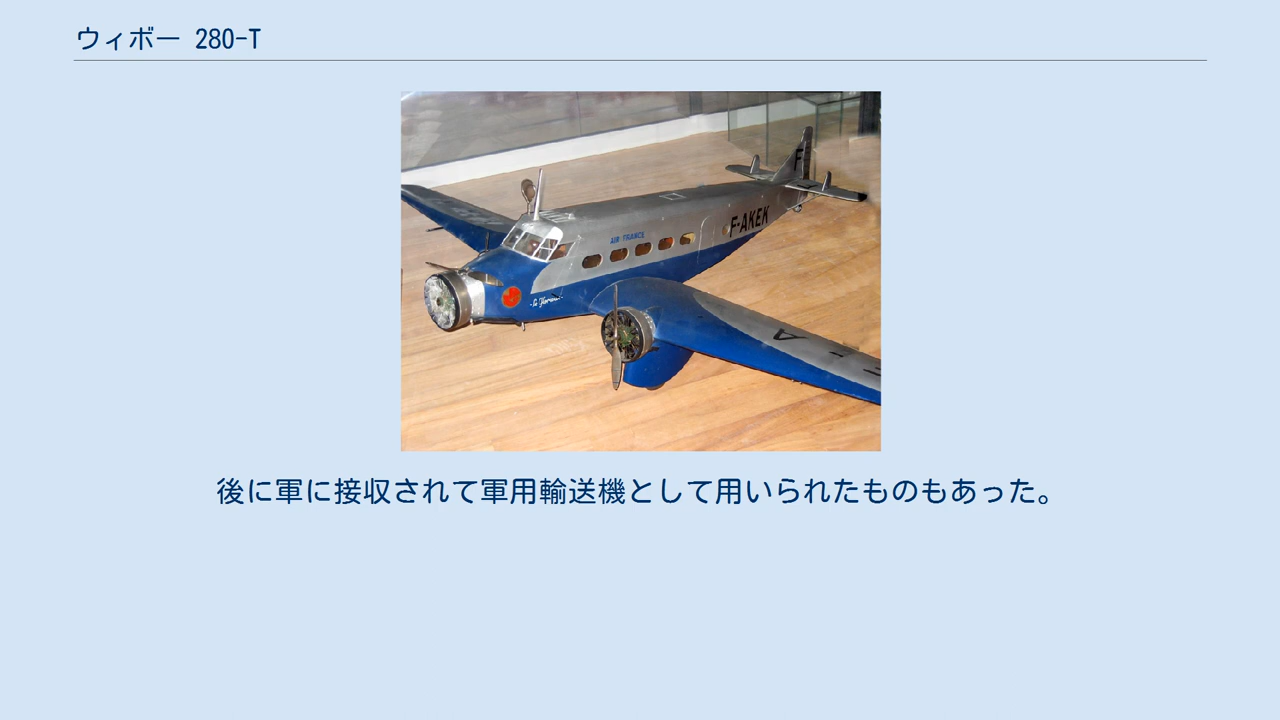 ウィボー 280-T
F
F-AKEK
AIR FRANCE
A
後に軍に接収されて軍用輸送機として用いられたものもあった。